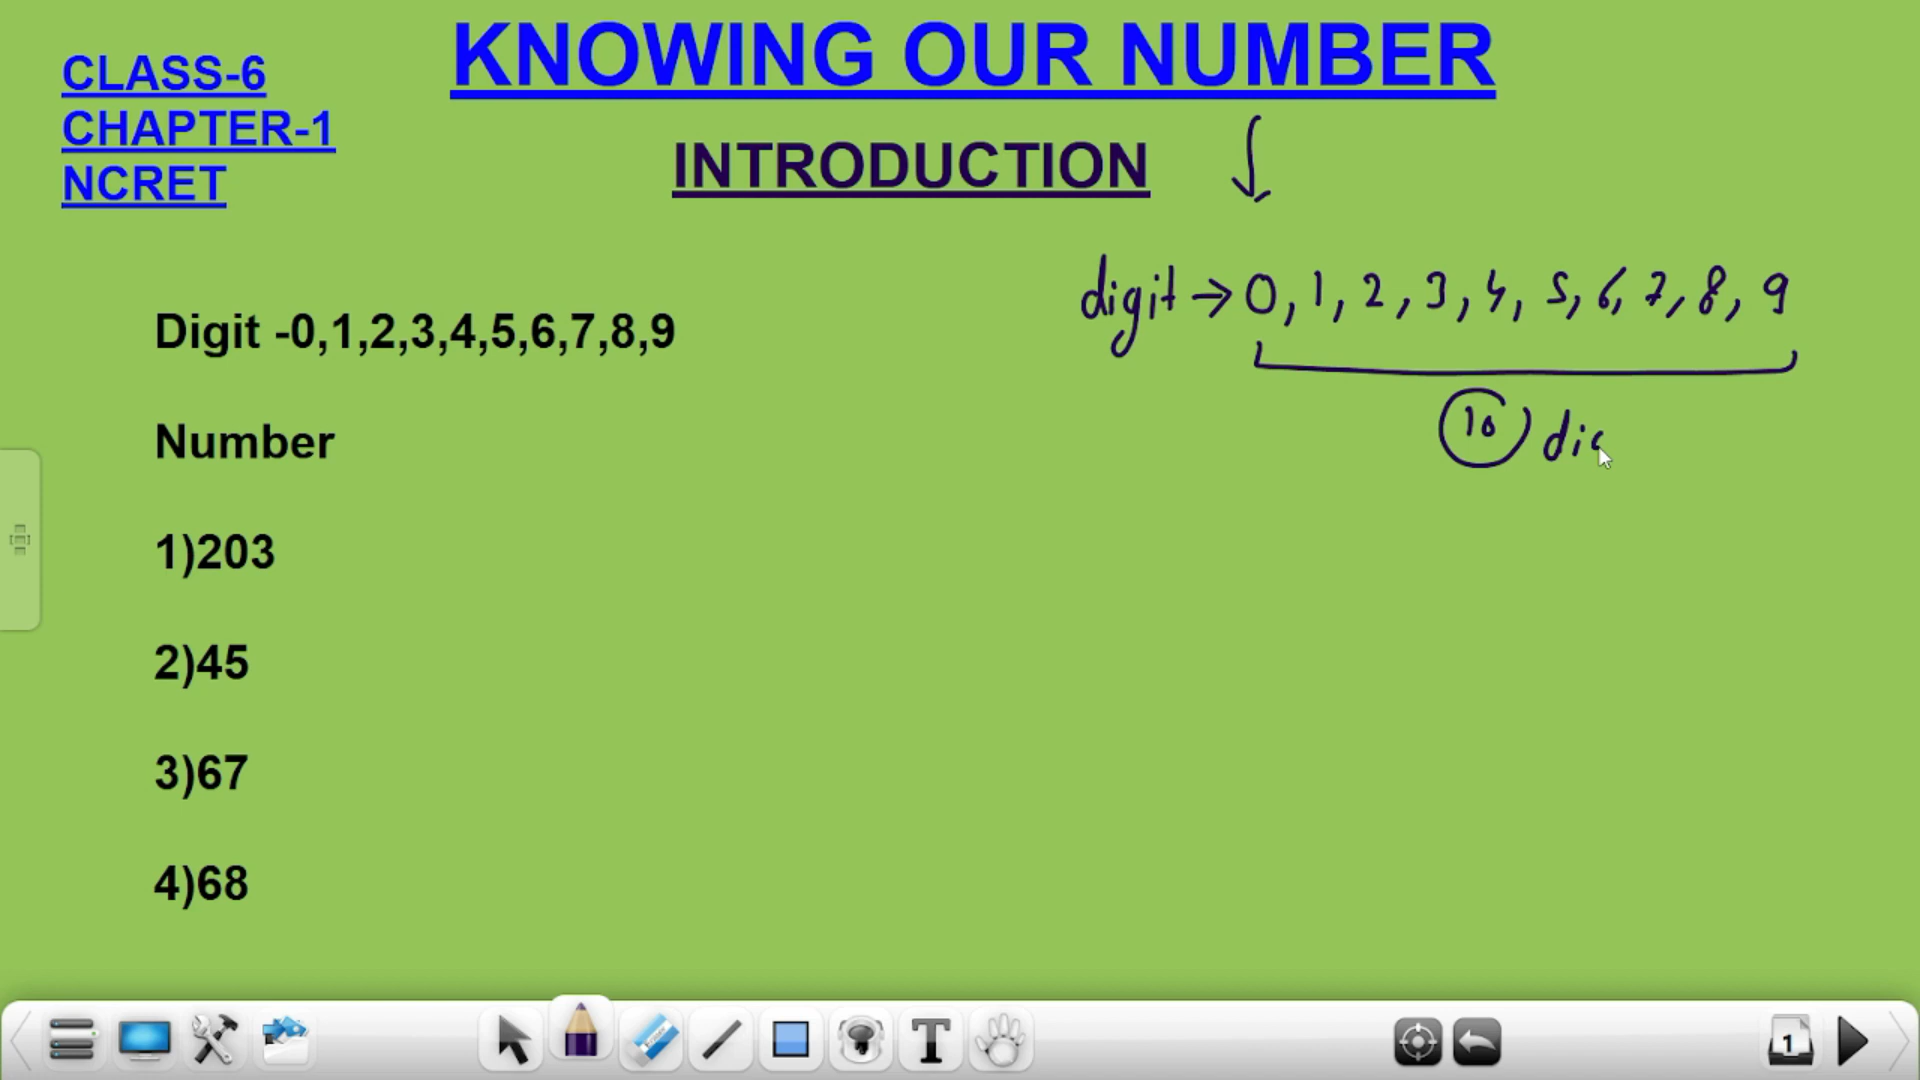 KNOWING OUR NUMBER
CLASS-6
CHAPTER-1
NCRET
INTRODUCTION
digit → 0, 1, 2, 3, 4, 5, 6, 7, 8, 9
Digit -0,1,2,3,4,5,6,7,8,9
10
Number
1)203
2)45
3)67
4)68
1